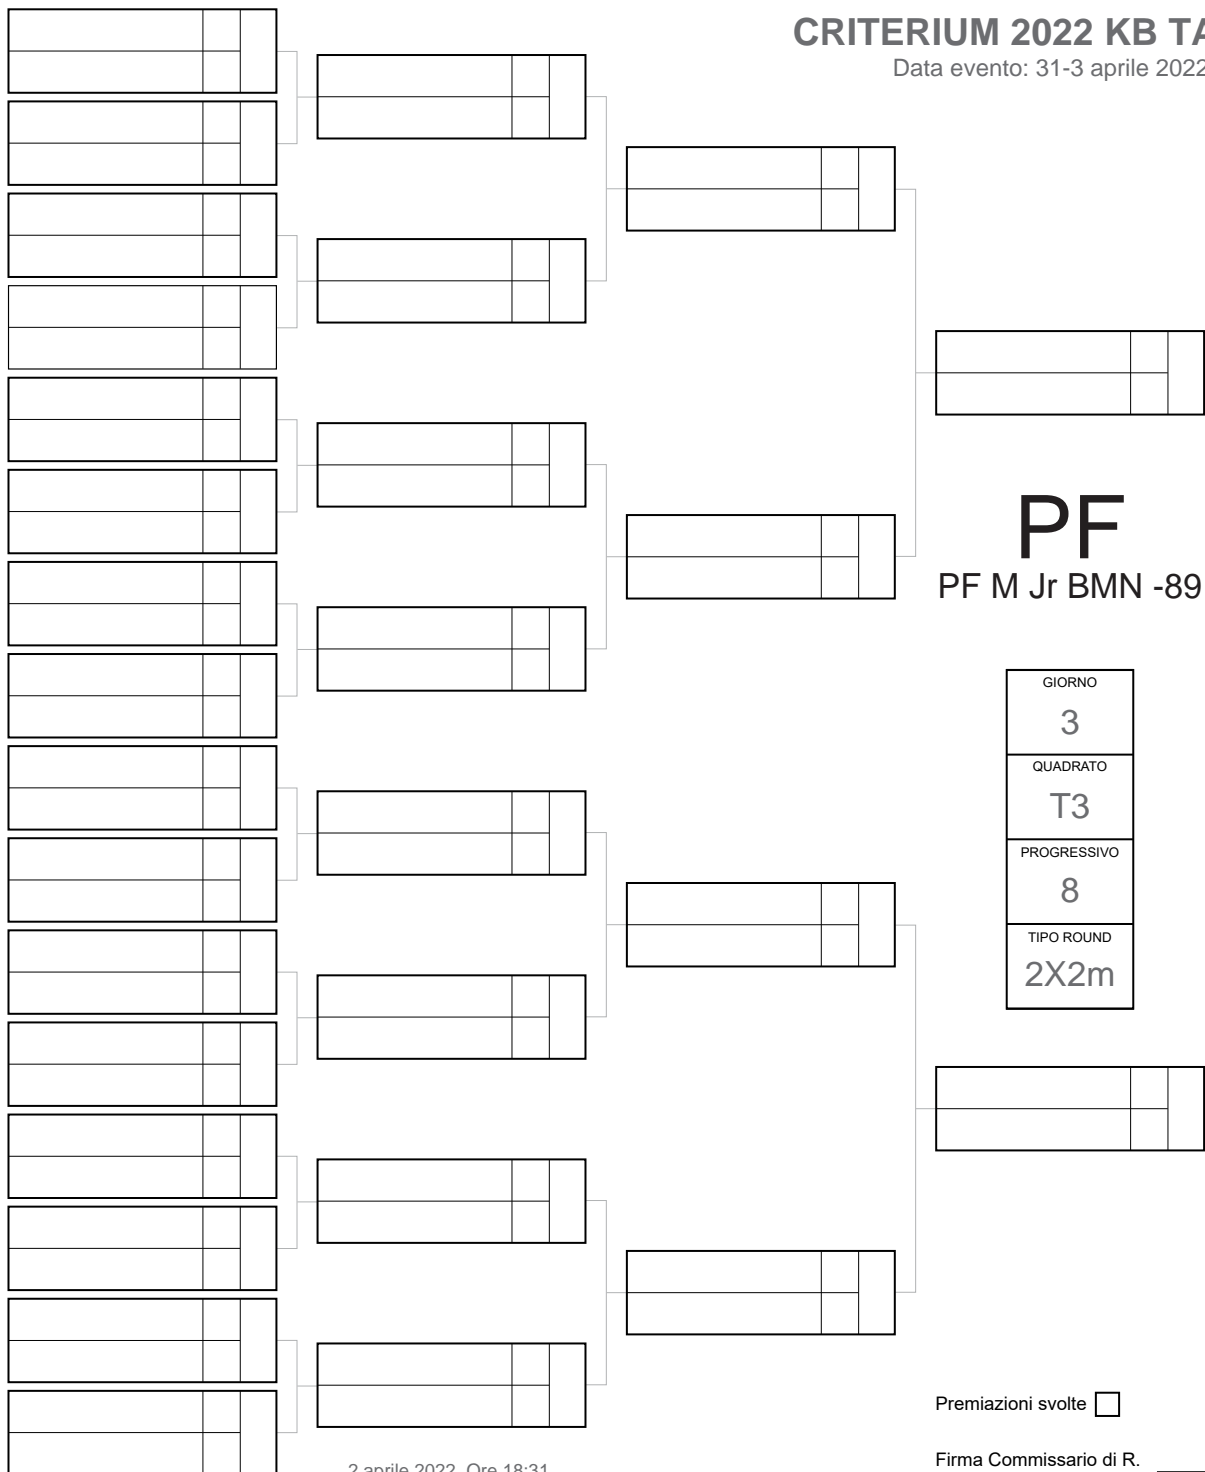 CRITERIUM 2022 KB TA
Data evento: 31-3 aprile 2022
PF
PF M Jr BMN -89
GIORNO
3
QUADRATO
T3
PROGRESSIVO
8
TIPO ROUND
2X2m
Premiazioni svolte
Firma Commissario di R.
2 aprile 2022 Ore 18:31